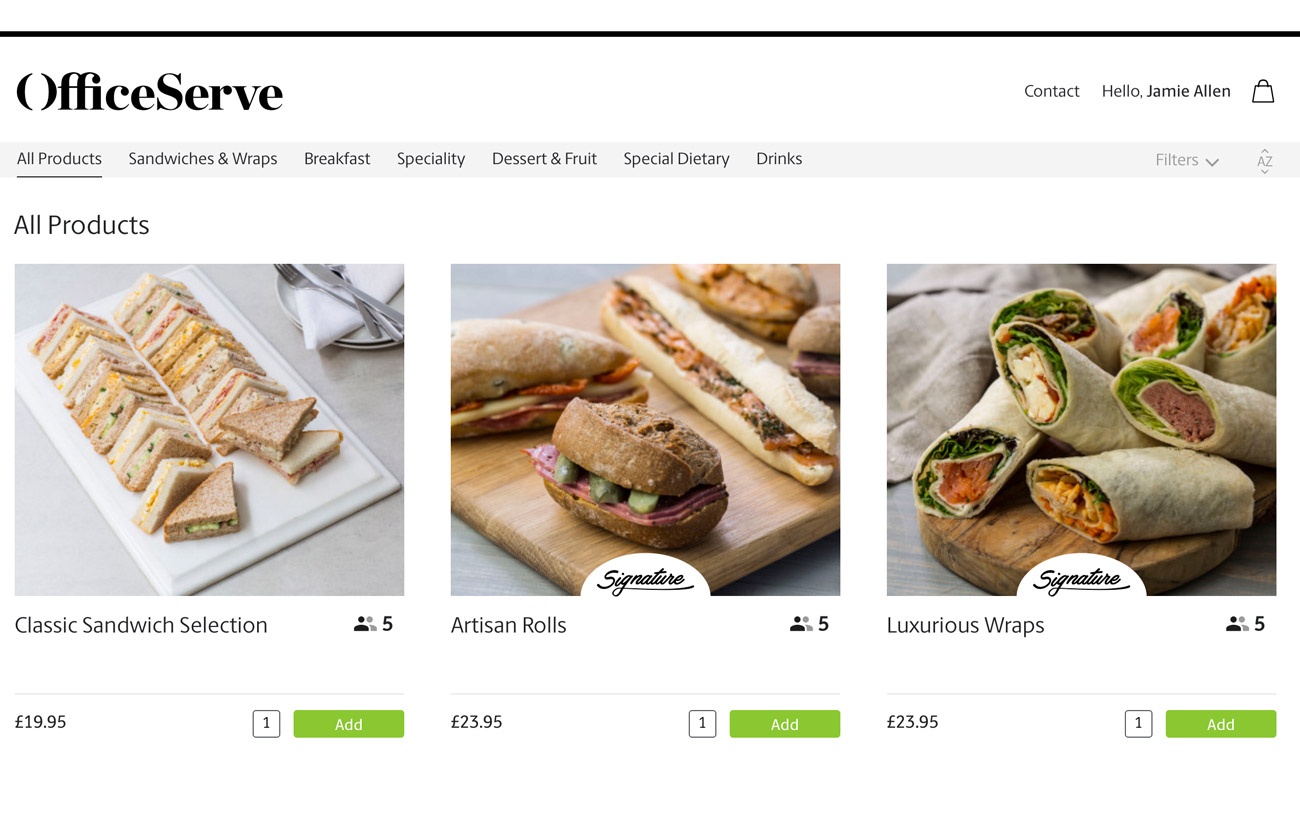 OfficeServe
Contact Hello, Jamie Allen
All Products Sandwiches & Wraps Breakfast Speciality Dessert & Fruit Special Dietary Drinks Filters AZ
All Products
Signature Signature
Classic Sandwich Selection 5 Artisan Rolls 5 Luxurious Wraps 5
£19.95 1 Add £23.95 1 Add £23.95 1 Add